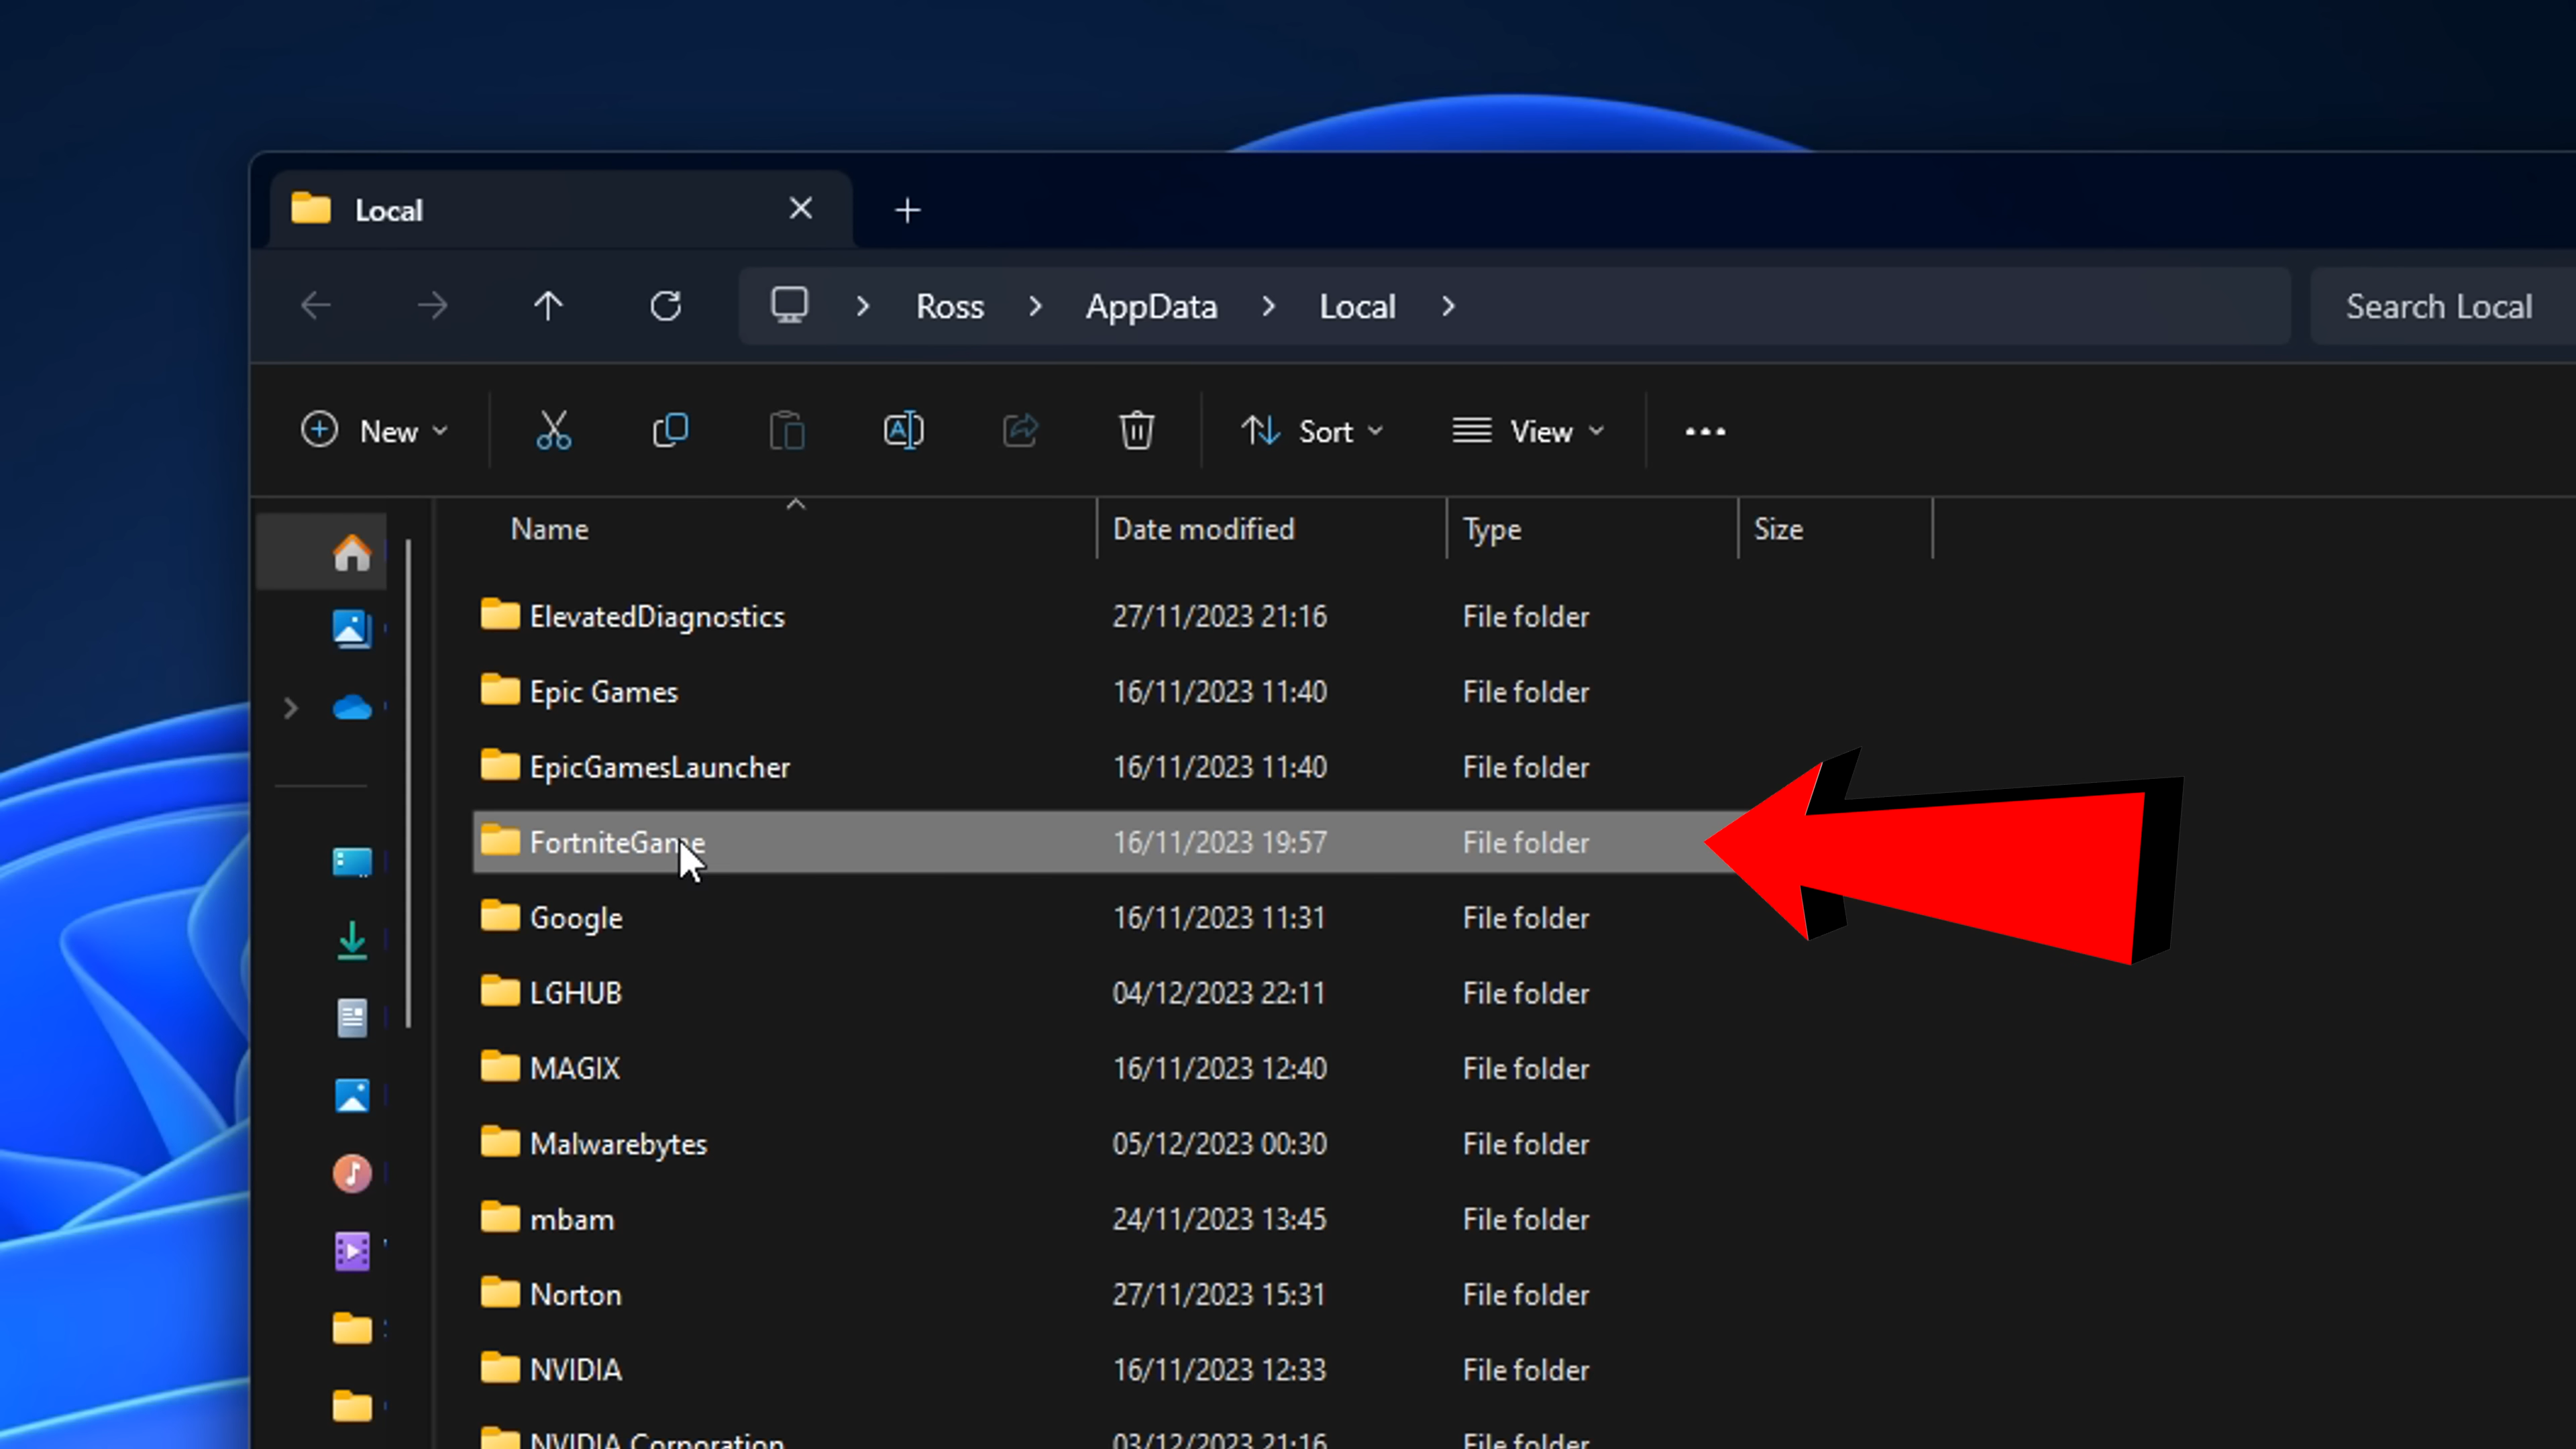 Local
Ross AppData Local
Search Local
New Sort View
Name Date modified Type Size
ElevatedDiagnostics 27/11/2023 21:16 File folder
Epic Games 16/11/2023 11:40 File folder
EpicGamesLauncher 16/11/2023 11:40 File folder
FortniteGame 16/11/2023 19:57 File folder
Google 16/11/2023 11:31 File folder
LGHUB 04/12/2023 22:11 File folder
MAGIX 16/11/2023 12:40 File folder
Malwarebytes 05/12/2023 00:30 File folder
mbam 24/11/2023 13:45 File folder
Norton 27/11/2023 15:31 File folder
NVIDIA 16/11/2023 12:33 File folder
NVIDIA Corporation 03/12/2023 21:16 File folder